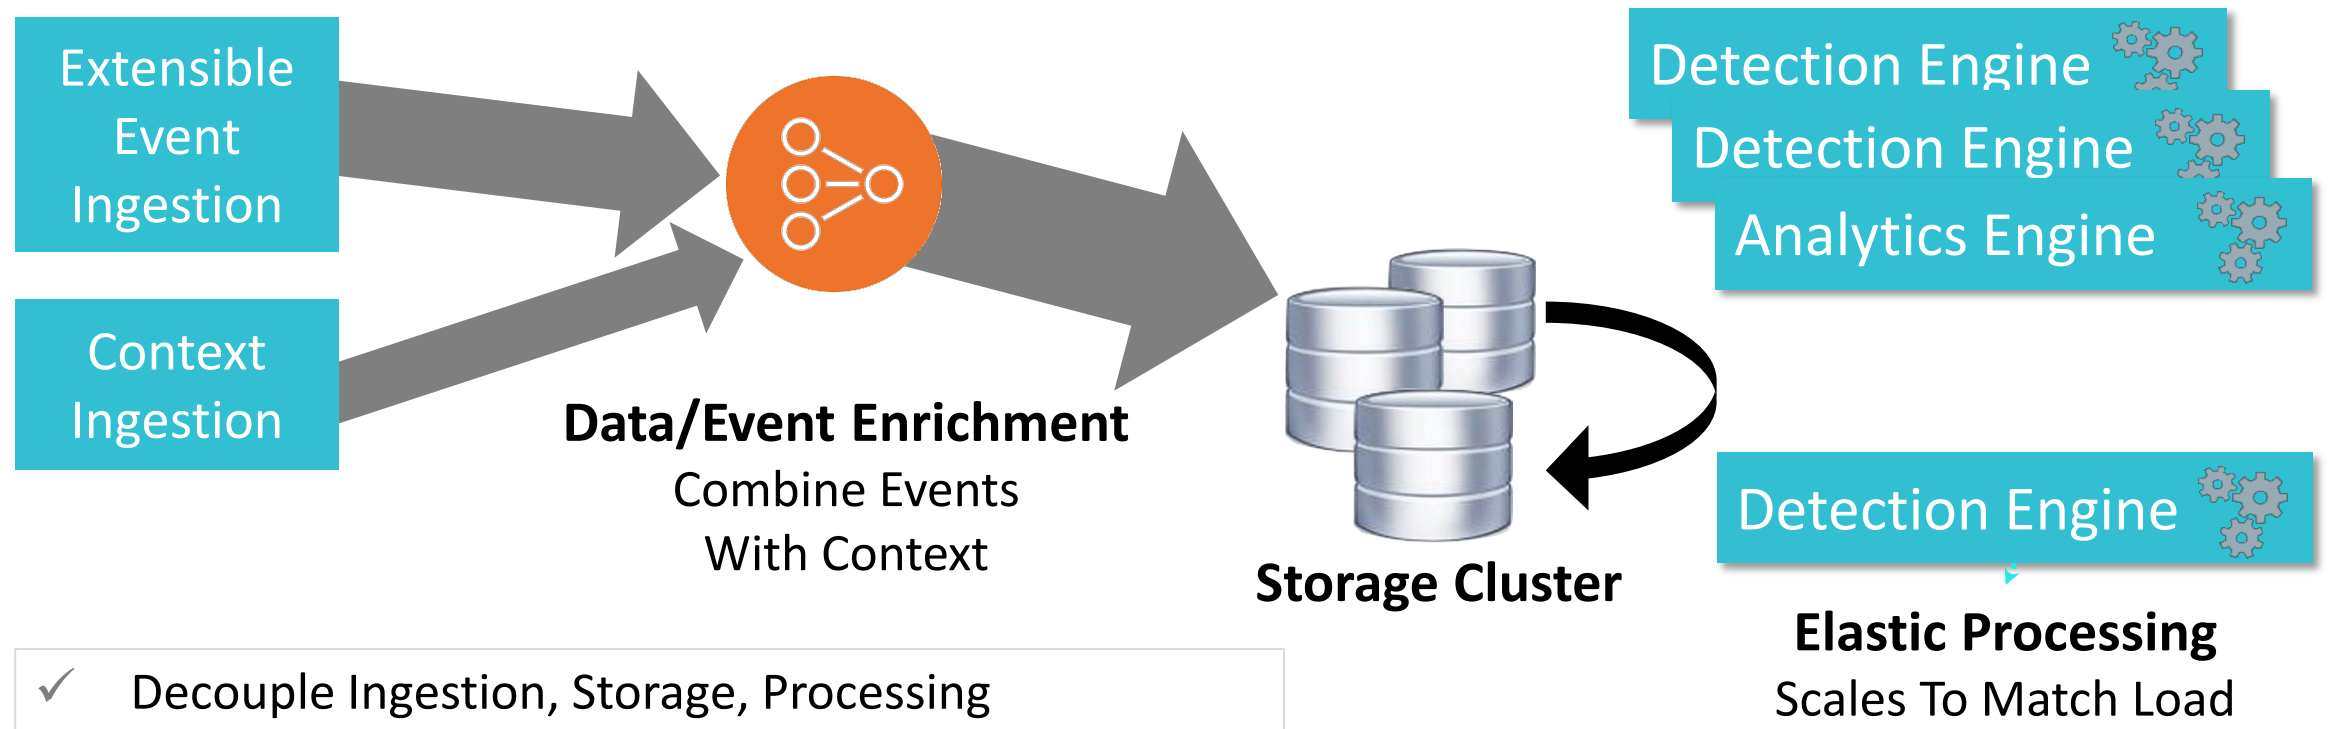 Extensible
Event
Ingestion
Context
Ingestion
Data/Event Enrichment
Combine Events
With Context
Storage Cluster
Detection Engine
Detection Engine
Analytics Engine
Detection Engine
Elastic Processing
Scales To Match Load
✓ Decouple Ingestion, Storage, Processing